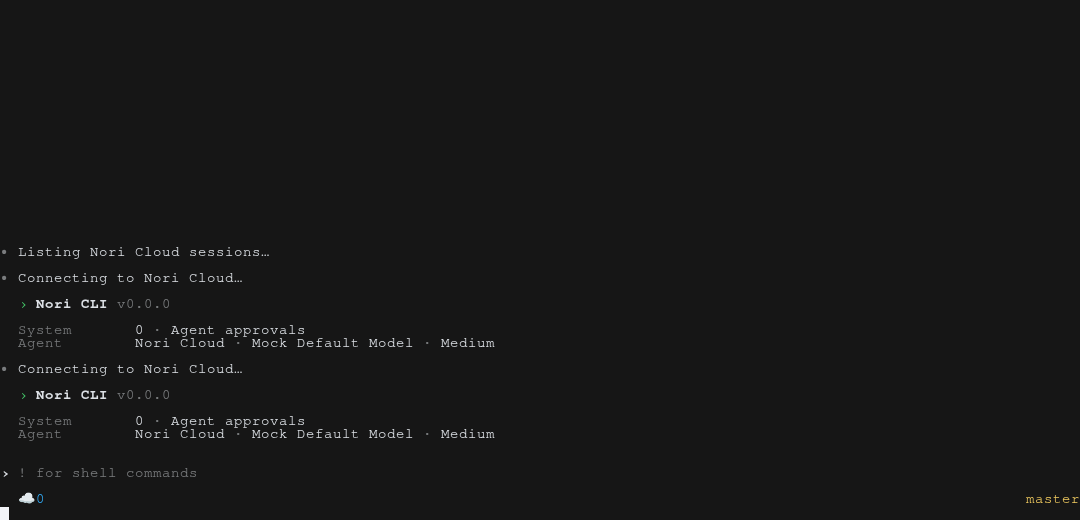 • Listing Nori Cloud sessions…
• Connecting to Nori Cloud…
› Nori CLI v0.0.0
System 0 · Agent approvals
Agent Nori Cloud · Mock Default Model · Medium
• Connecting to Nori Cloud…
› Nori CLI v0.0.0
System 0 · Agent approvals
Agent Nori Cloud · Mock Default Model · Medium
› ! for shell commands
☁️0 master